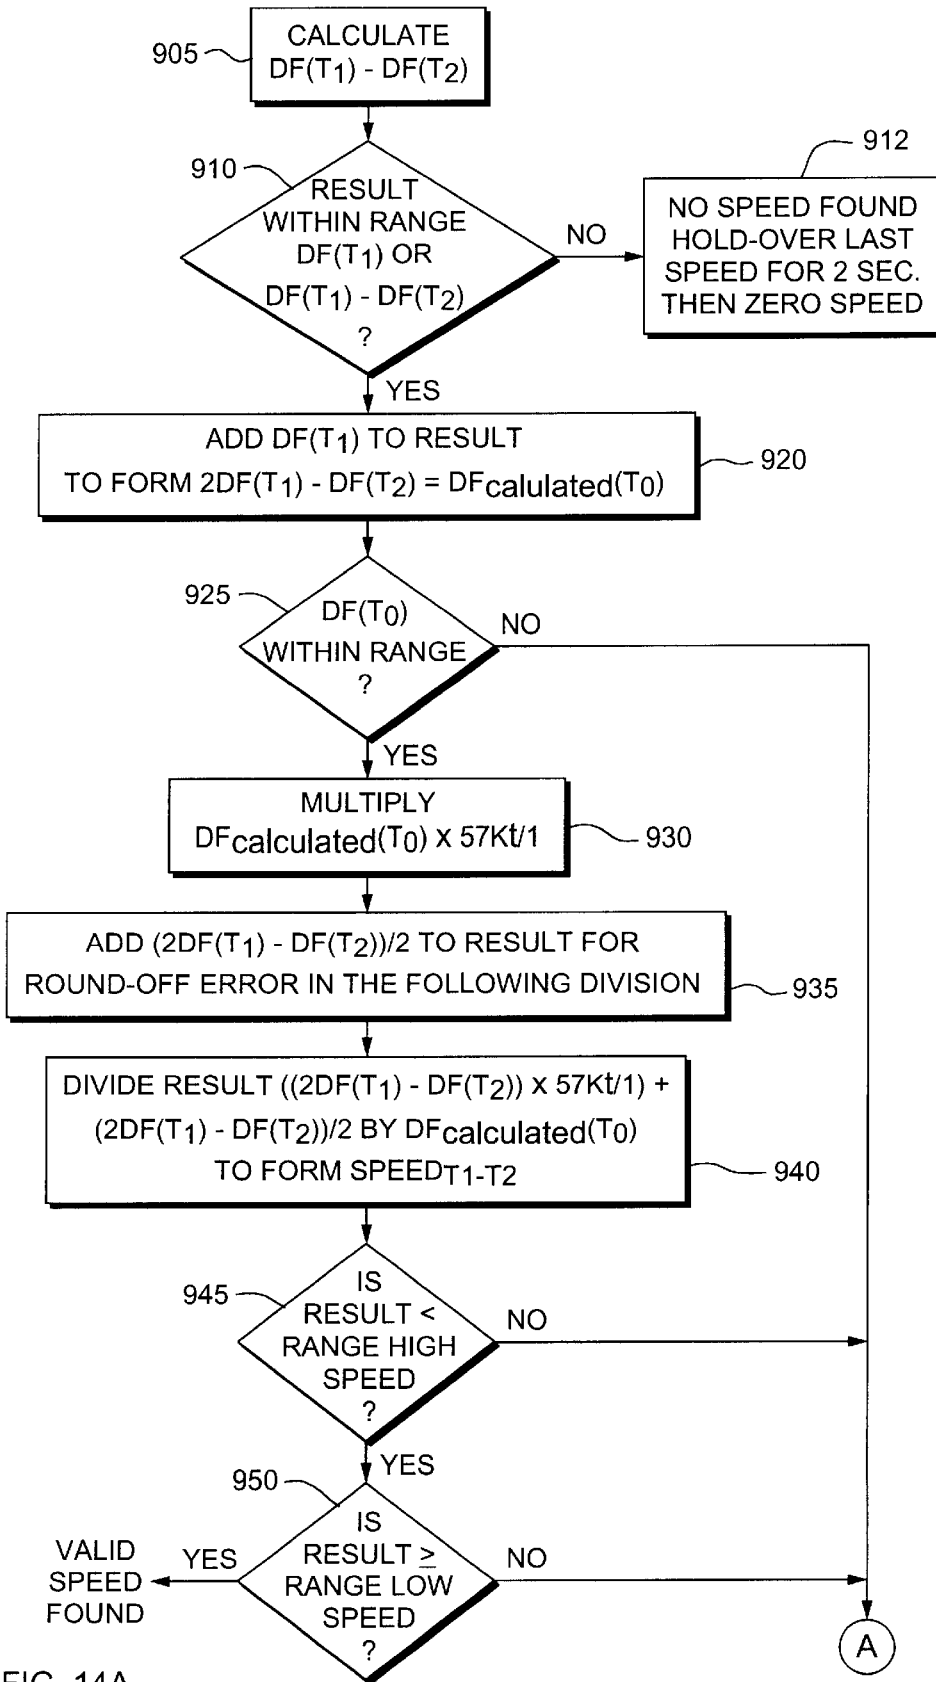 CALCULATE
DF(T1) - DF(T2)
905
910
RESULT
WITHIN RANGE
DF(T1) OR
DF(T1) - DF(T2)
?
NO
912
NO SPEED FOUND
HOLD-OVER LAST
SPEED FOR 2 SEC.
THEN ZERO SPEED
YES
ADD DF(T1) TO RESULT
TO FORM 2DF(T1) - DF(T2) = DFcalulated(T0)
920
925
DF(T0)
WITHIN RANGE
?
NO
YES
MULTIPLY
DFcalculated(T0) x 57Kt/1
930
ADD (2DF(T1) - DF(T2))/2 TO RESULT FOR
ROUND-OFF ERROR IN THE FOLLOWING DIVISION
935
DIVIDE RESULT ((2DF(T1) - DF(T2)) x 57Kt/1) +
(2DF(T1) - DF(T2))/2 BY DFcalculated(T0)
TO FORM SPEEDT1-T2
940
945
IS
RESULT <
RANGE HIGH
SPEED
?
NO
YES
950
IS
RESULT ≥
RANGE LOW
SPEED
?
NO
YES
VALID
SPEED
FOUND
A
FIG. 14A